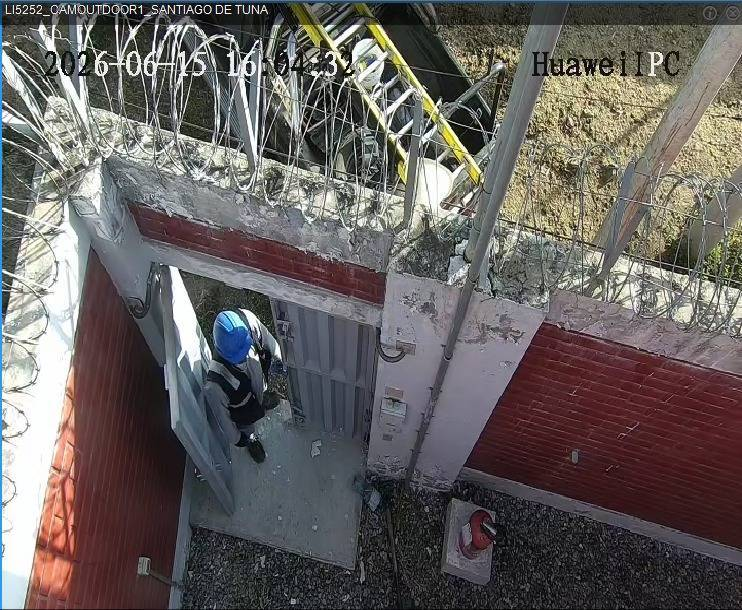 LI5252_CAMOUTDOOR1_SANTIAGO DE TUNA
2026-06-15 16:04:32
HuaweiIPC